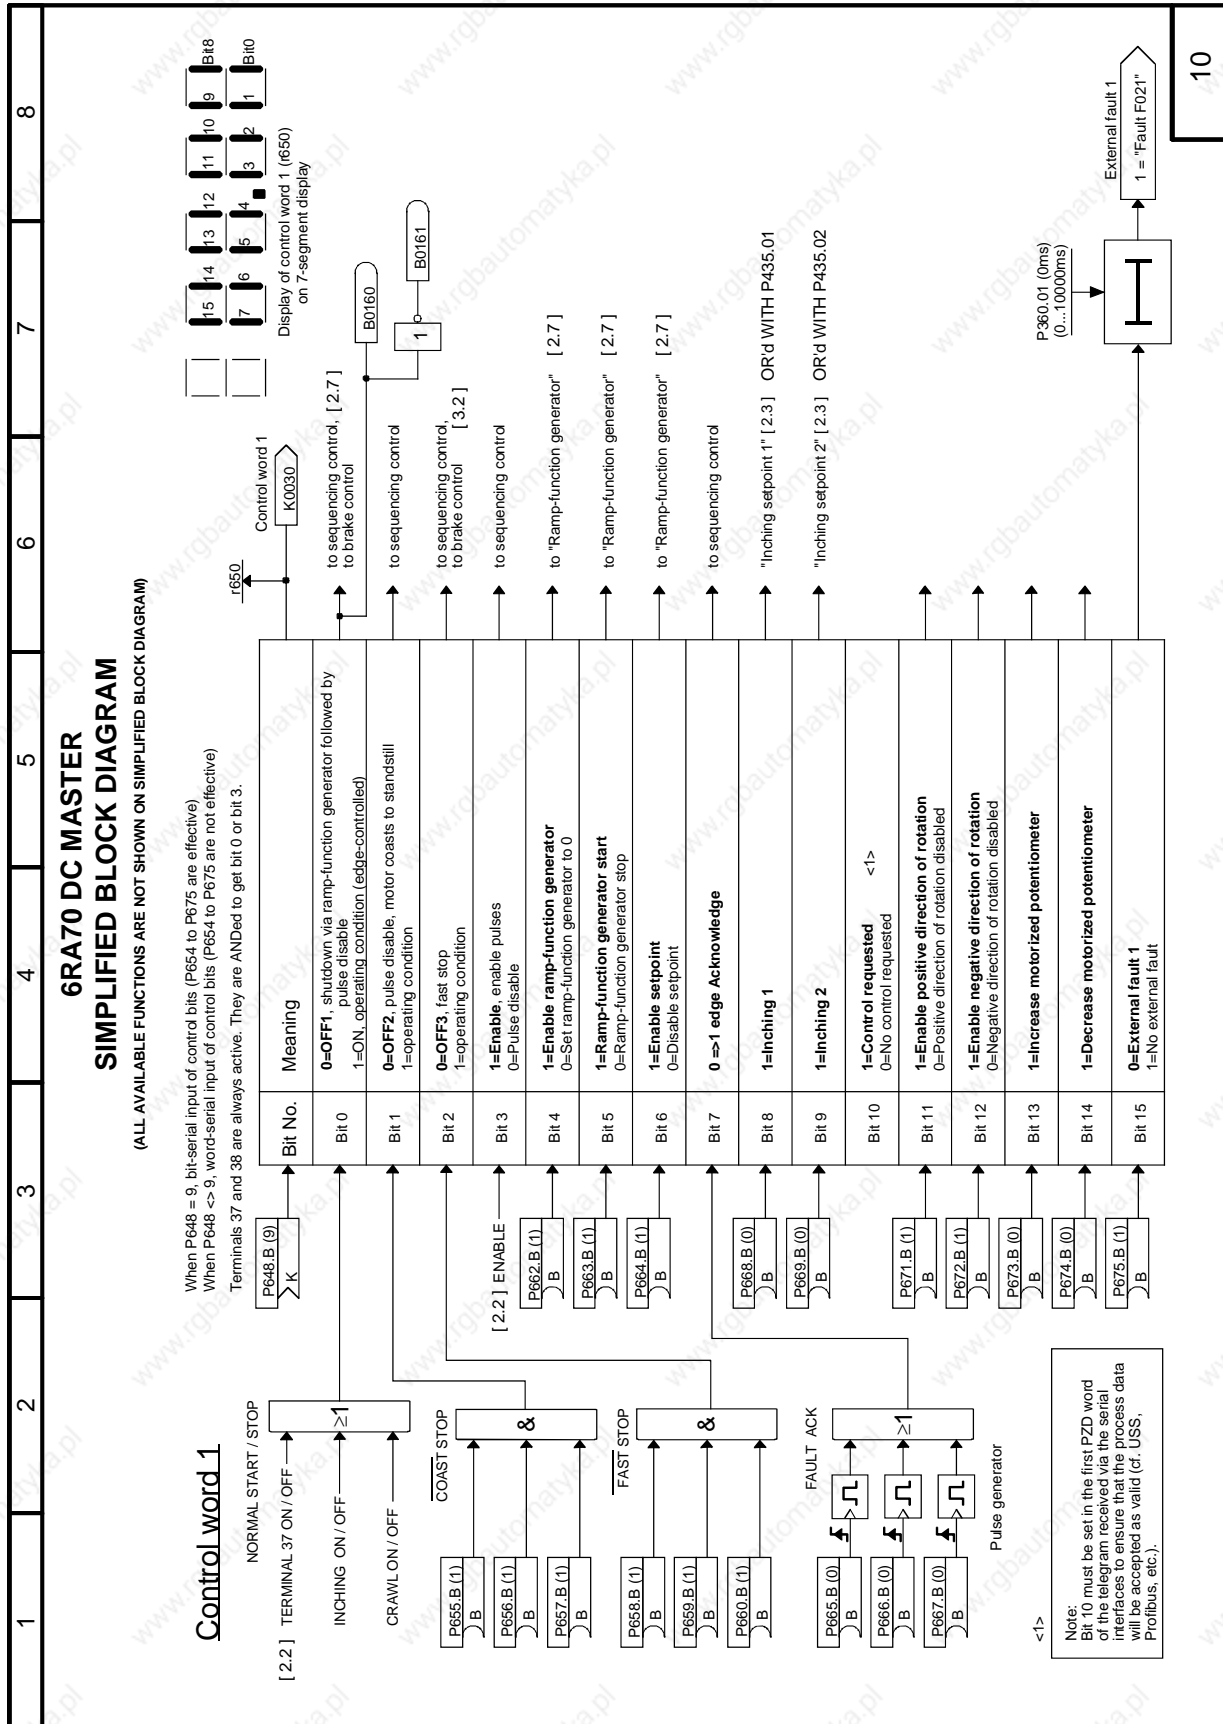 1 2 3 4 5 6 7 8
6RA70 DC MASTER
SIMPLIFIED BLOCK DIAGRAM
(ALL AVAILABLE FUNCTIONS ARE NOT SHOWN ON SIMPLIFIED BLOCK DIAGRAM)
Control word 1
When P648 = 9, bit-serial input of control bits (P654 to P675 are effective)
When P648 <> 9, word-serial input of control bits (P654 to P675 are not effective)
Terminals 37 and 38 are always active. They are ANDed to get bit 0 or bit 3.
15 14 13 12 11 10 9 Bit8
7 6 5 4 3 2 1 Bit0
Display of control word 1 (r650)
on 7-segment display
NORMAL START / STOP
[ 2.2 ] TERMINAL 37 ON / OFF
INCHING ON / OFF
CRAWL ON / OFF
≥1
COAST STOP
P655.B (1)
B
P656.B (1)
B
P657.B (1)
B
&
FAST STOP
P658.B (1)
B
P659.B (1)
B
P660.B (1)
B
&
FAULT ACK
P665.B (0)
B
P666.B (0)
B
P667.B (0)
B
≥1
Pulse generator
P648.B (9)
K
[ 2.2 ] ENABLE
P662.B (1)
B
P663.B (1)
B
P664.B (1)
B
P668.B (0)
B
P669.B (0)
B
P671.B (1)
B
P672.B (1)
B
P673.B (0)
B
P674.B (0)
B
P675.B (1)
B
Bit No. Meaning
r650
Control word 1
K0030
Bit 0 0=OFF1, shutdown via ramp-function generator followed by
pulse disable
1=ON, operating condition (edge-controlled)
to sequencing control, [ 2.7 ]
to brake control
B0160
1
B0161
Bit 1 0=OFF2, pulse disable, motor coasts to standstill
1=operating condition
to sequencing control
Bit 2 0=OFF3, fast stop
1=operating condition
to sequencing control,
to brake control [ 3.2 ]
Bit 3 1=Enable, enable pulses
0=Pulse disable
to sequencing control
Bit 4 1=Enable ramp-function generator
0=Set ramp-function generator to 0
to "Ramp-function generator" [ 2.7 ]
Bit 5 1=Ramp-function generator start
0=Ramp-function generator stop
to "Ramp-function generator" [ 2.7 ]
Bit 6 1=Enable setpoint
0=Disable setpoint
to "Ramp-function generator" [ 2.7 ]
Bit 7 0 =>1 edge Acknowledge
to sequencing control
Bit 8 1=Inching 1
"Inching setpoint 1" [ 2.3 ] OR'd WITH P435.01
Bit 9 1=Inching 2
"Inching setpoint 2" [ 2.3 ] OR'd WITH P435.02
Bit 10 1=Control requested <1>
0=No control requested
Bit 11 1=Enable positive direction of rotation
0=Positive direction of rotation disabled
Bit 12 1=Enable negative direction of rotation
0=Negative direction of rotation disabled
Bit 13 1=Increase motorized potentiometer
Bit 14 1=Decrease motorized potentiometer
Bit 15 0=External fault 1
1=No external fault
P360.01 (0ms)
(0...10000ms)
External fault 1
1 = "Fault F021"
<1>
Note:
Bit 10 must be set in the first PZD word
of the telegram received via the serial
interfaces to ensure that the process data
will be accepted as valid (cf. USS,
Profibus, etc.).
10
www.rgbautomatyka.pl